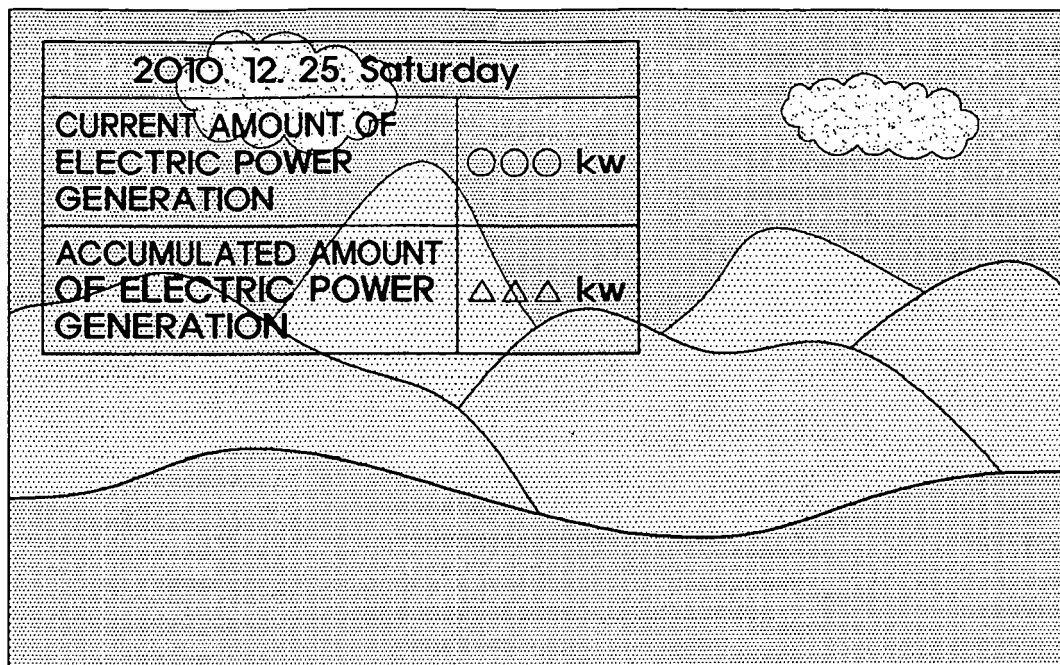 2010. 12. 25. Saturday
CURRENT AMOUNT OF
ELECTRIC POWER
GENERATION
○○○ kw
ACCUMULATED AMOUNT
OF ELECTRIC POWER
GENERATION
△△△ kw